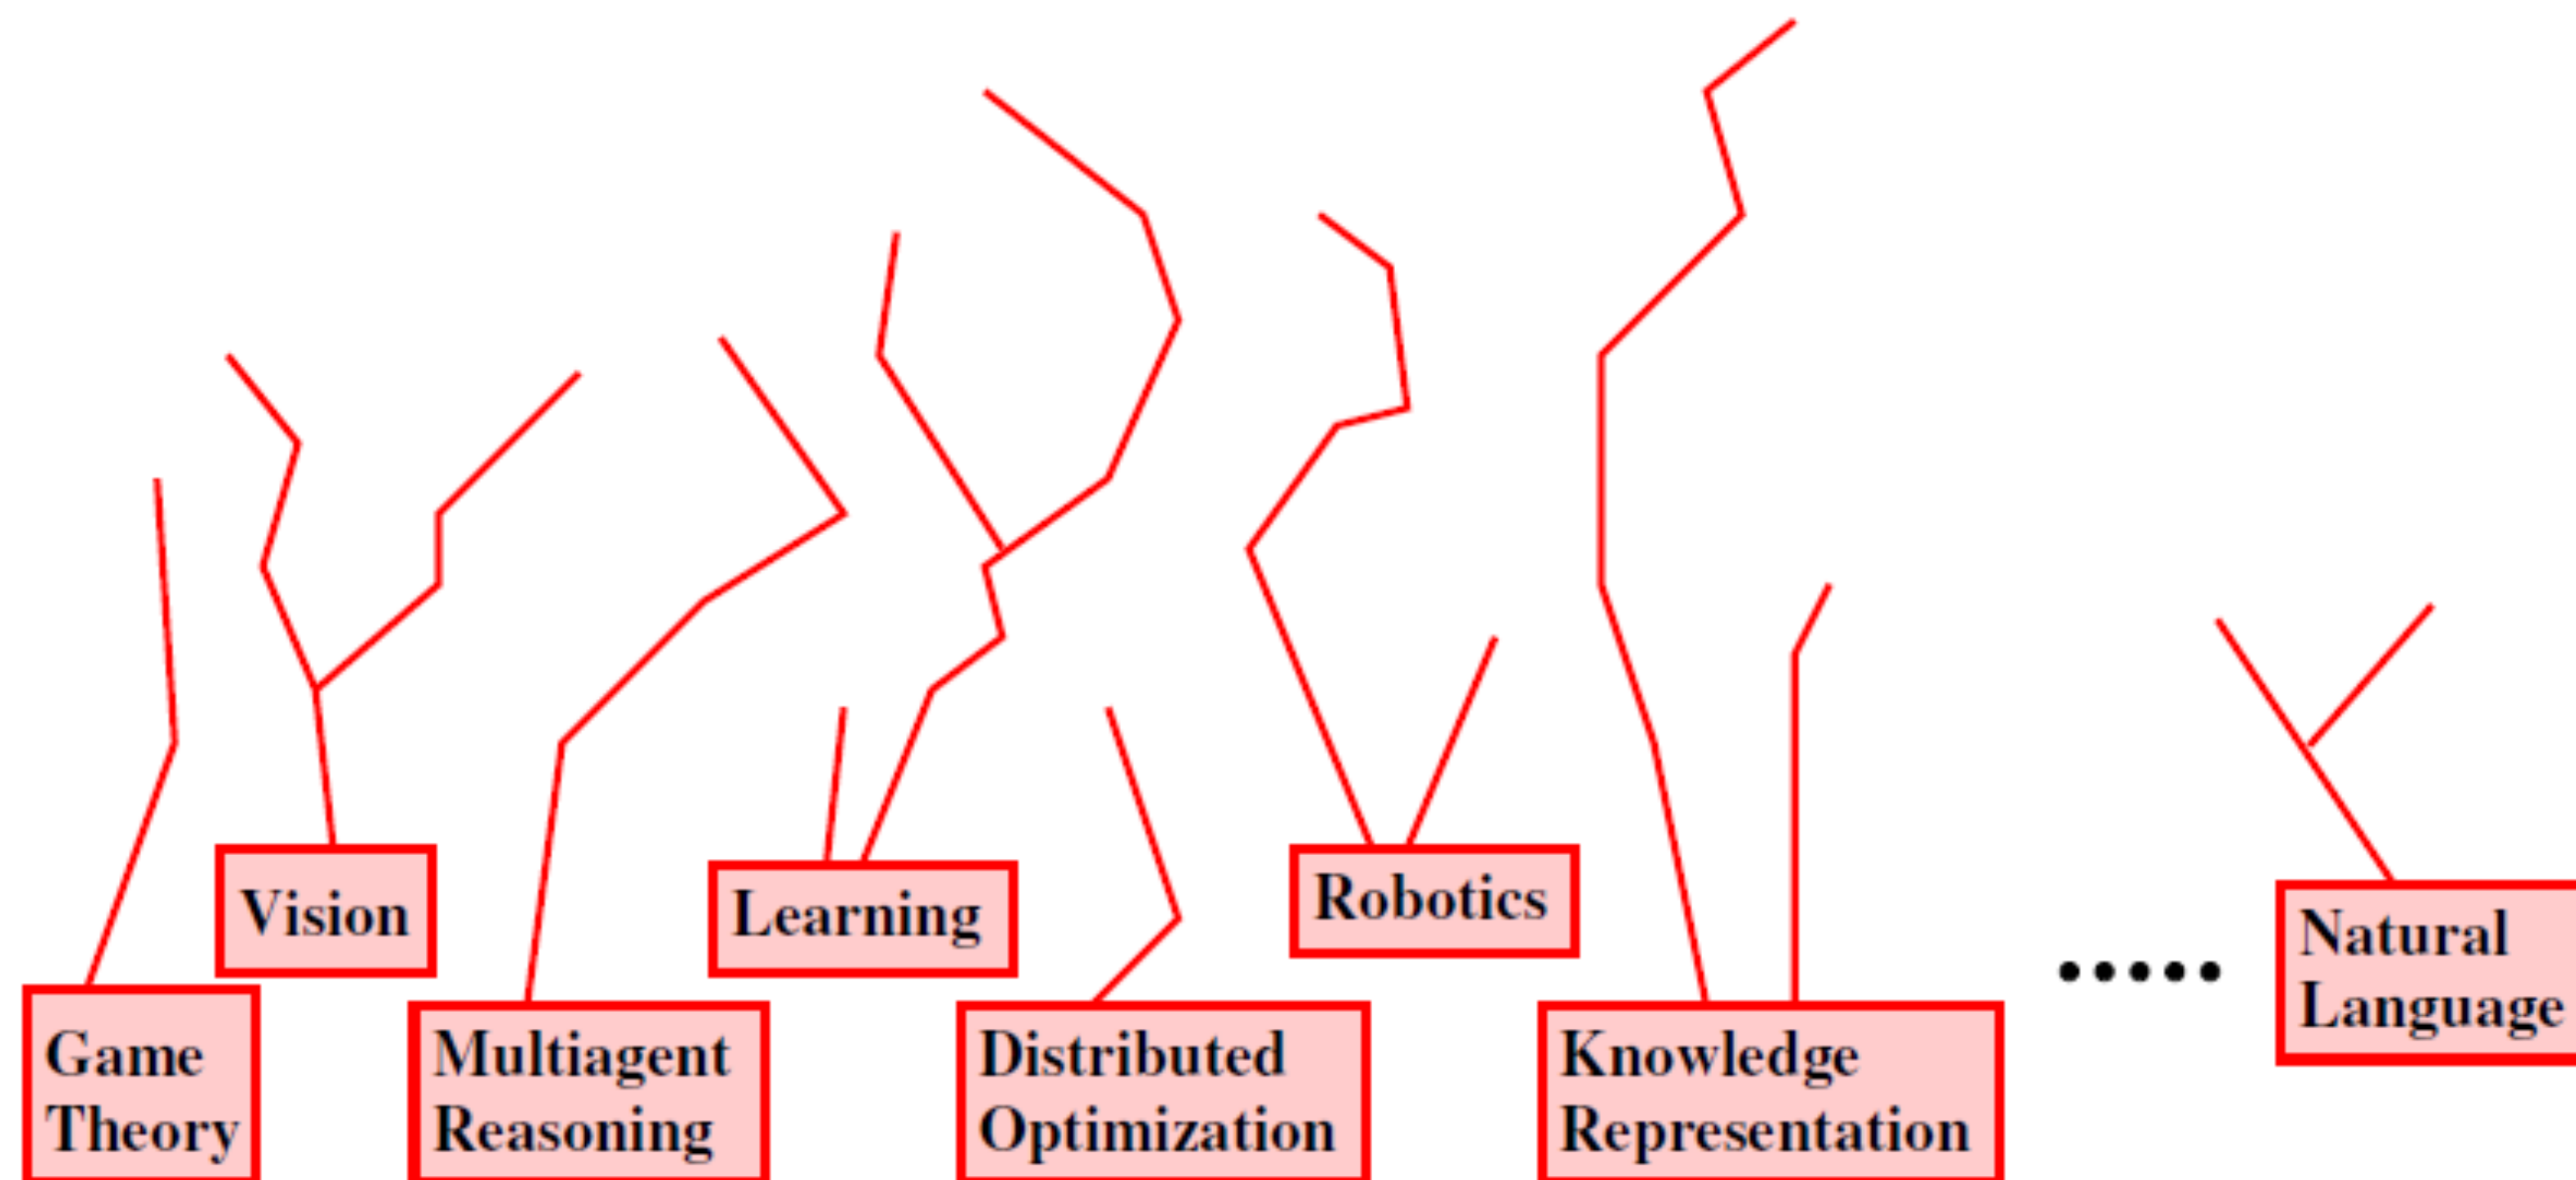 Vision
Learning
Robotics
Natural
Language
Game
Theory
Multiagent
Reasoning
Distributed
Optimization
Knowledge
Representation
.....